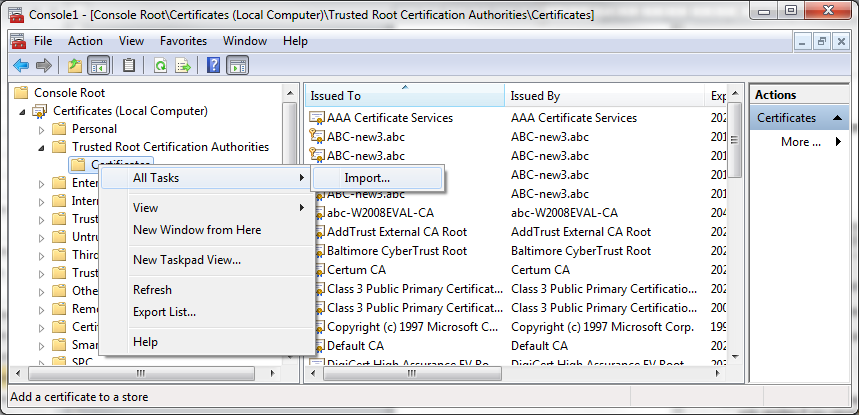 Console1 - [Console Root\Certificates (Local Computer)\Trusted Root Certification Authorities\Certificates]
File Action View Favorites Window Help
Console Root
Certificates (Local Computer)
Personal
Trusted Root Certification Authorities
Certificates
Enter
Inter
Trust
Untru
Third
Trust
Othe
Rem
Certi
Smar
SPC
All Tasks
View
New Window from Here
New Taskpad View...
Refresh
Export List...
Help
Import...
Issued To Issued By Exp
AAA Certificate Services AAA Certificate Services 202
ABC-new3.abc ABC-new3.abc 201
ABC-new3.abc ABC-new3.abc 201
ABC-new3.abc 201
ABC-new3.abc ABC-new3.abc 201
abc-W2008EVAL-CA abc-W2008EVAL-CA 204
AddTrust External CA Root AddTrust External CA Root 202
Baltimore CyberTrust Root Baltimore CyberTrust Root 202
Certum CA Certum CA 202
Class 3 Public Primary Certificat... Class 3 Public Primary Certificatio... 202
Class 3 Public Primary Certificat... Class 3 Public Primary Certificatio... 200
Copyright (c) 1997 Microsoft C... Copyright (c) 1997 Microsoft Corp. 199
Default CA Default CA 202
DigiCert High Assurance EV Ro... DigiCert High Assurance EV Root 202
Actions
Certificates
More ...
Add a certificate to a store